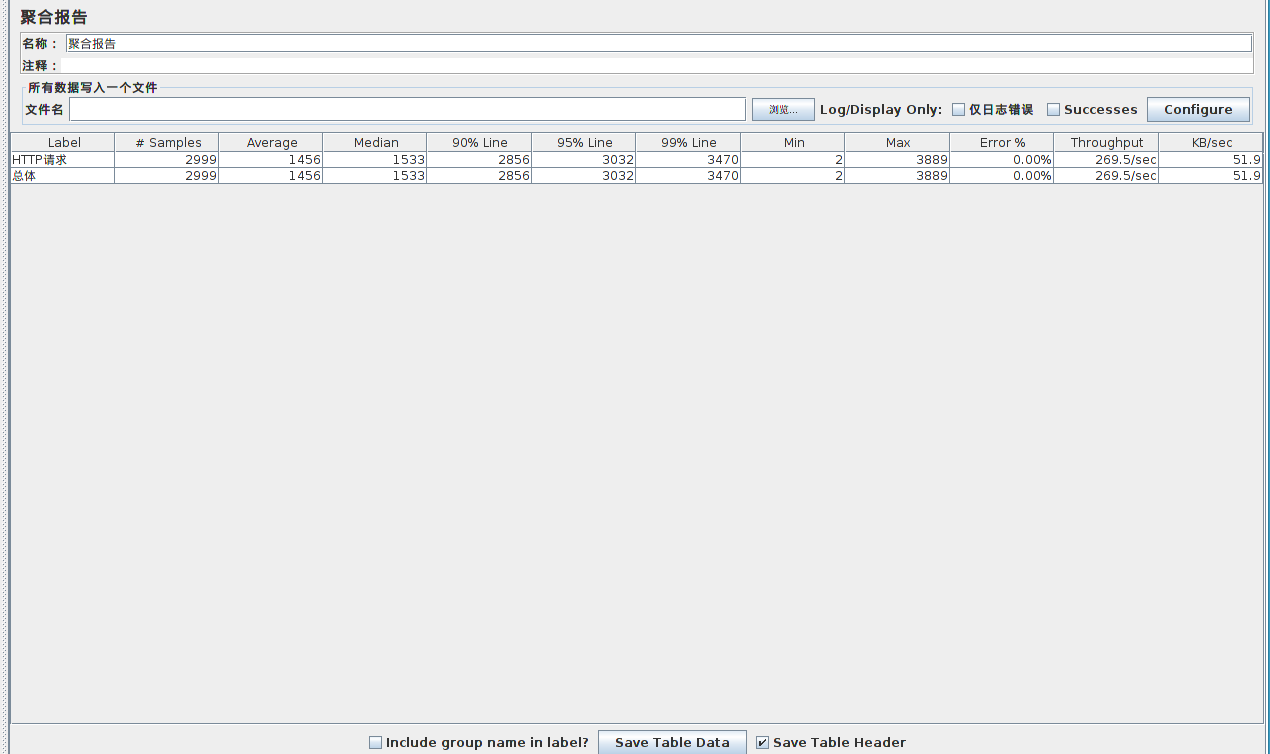 聚合报告
名称： 聚合报告
注释：
所有数据写入一个文件
文件名 浏览... Log/Display Only: 仅日志错误 Successes Configure
Label # Samples Average Median 90% Line 95% Line 99% Line Min Max Error % Throughput KB/sec
HTTP请求 2999 1456 1533 2856 3032 3470 2 3889 0.00% 269.5/sec 51.9
总体 2999 1456 1533 2856 3032 3470 2 3889 0.00% 269.5/sec 51.9
Include group name in label? Save Table Data Save Table Header